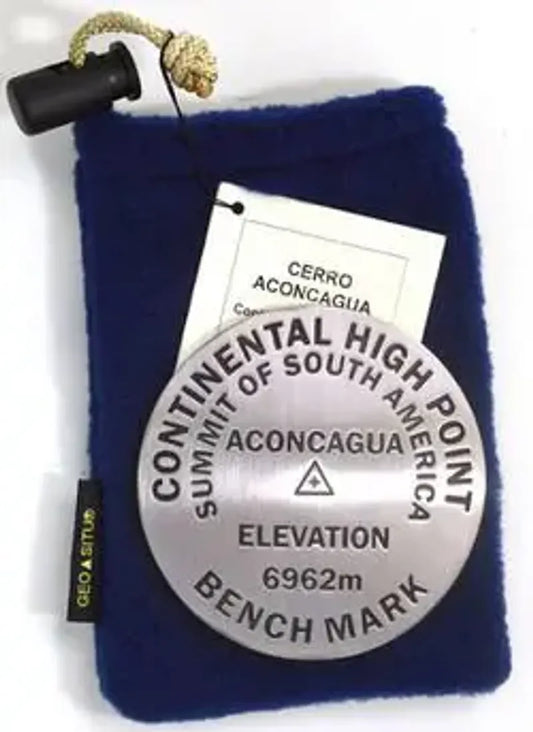 CERRO
ACONCAGUA
CONTINENTAL HIGH POINT
SUMMIT OF SOUTH AMERICA
ACONCAGUA
ELEVATION
6962m
BENCH MARK
GEO▲SITU®